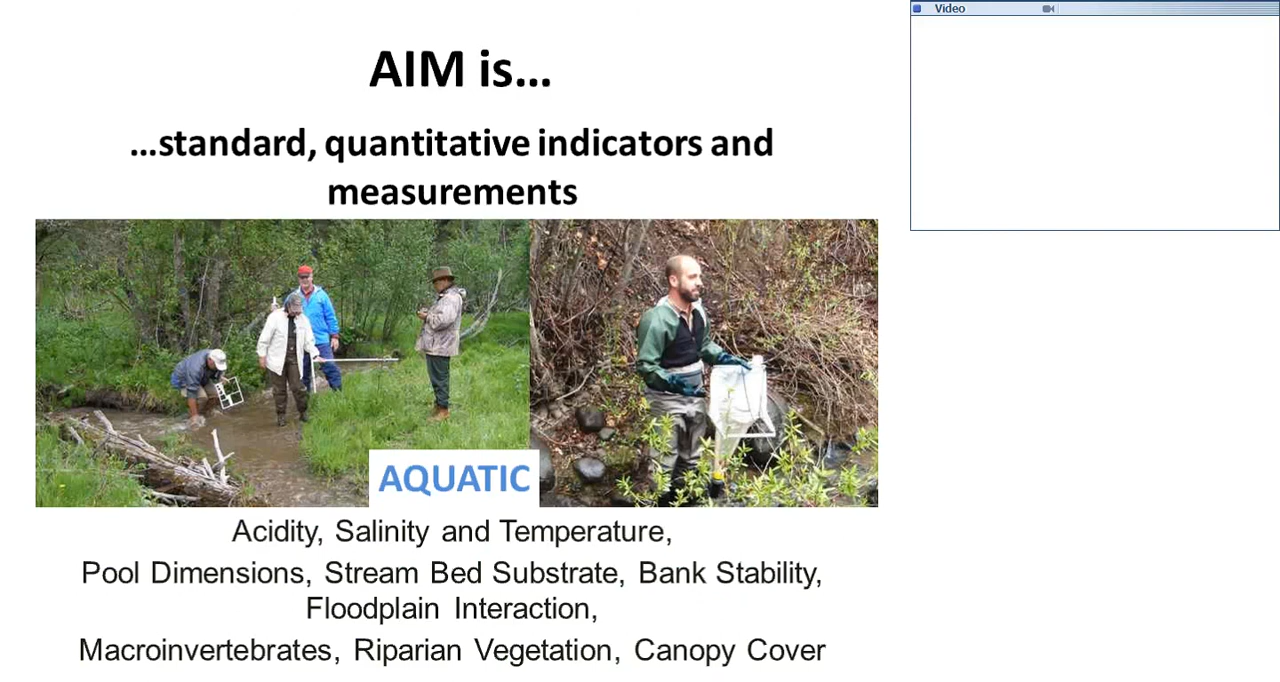 Video
AIM is…
…standard, quantitative indicators and
measurements
AQUATIC
Acidity, Salinity and Temperature,
Pool Dimensions, Stream Bed Substrate, Bank Stability,
Floodplain Interaction,
Macroinvertebrates, Riparian Vegetation, Canopy Cover